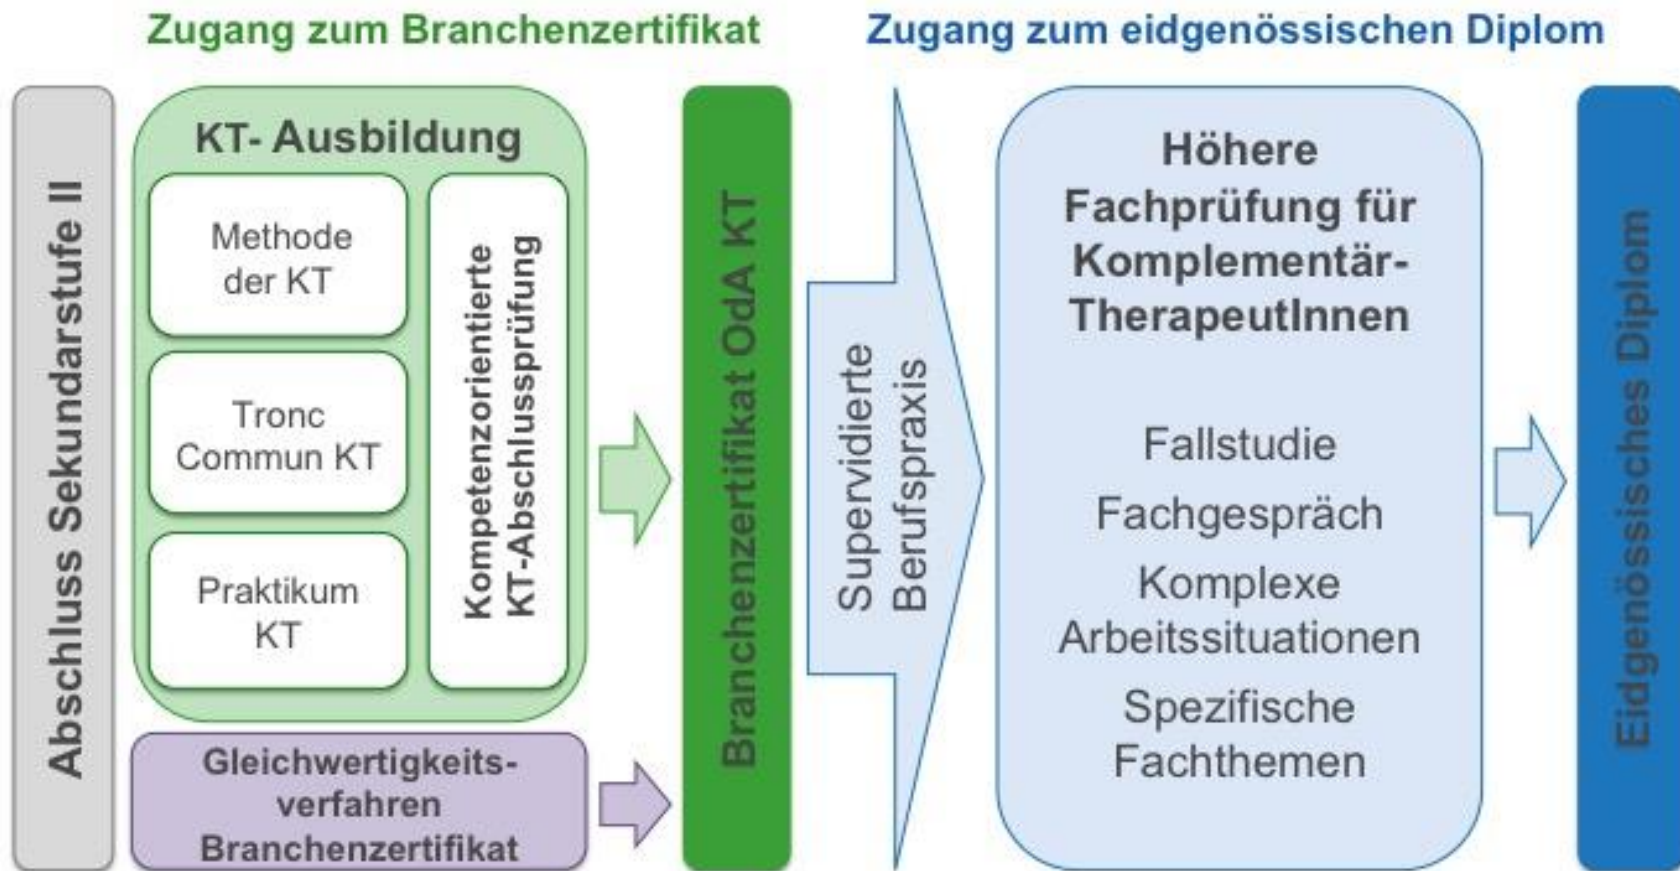 Zugang zum Branchenzertifikat
Zugang zum eidgenössischen Diplom
Abschluss Sekundarstufe II
KT- Ausbildung
Methode
der KT
Tronc
Commun KT
Praktikum
KT
Kompetenzorientierte
KT-Abschlussprüfung
Gleichwertigkeits-
verfahren
Branchenzertifikat
Branchenzertifikat OdA KT
Supervidierte
Berufspraxis
Höhere
Fachprüfung für
Komplementär-
TherapeutInnen
Fallstudie
Fachgespräch
Komplexe
Arbeitssituationen
Spezifische
Fachthemen
Eidgenössisches Diplom